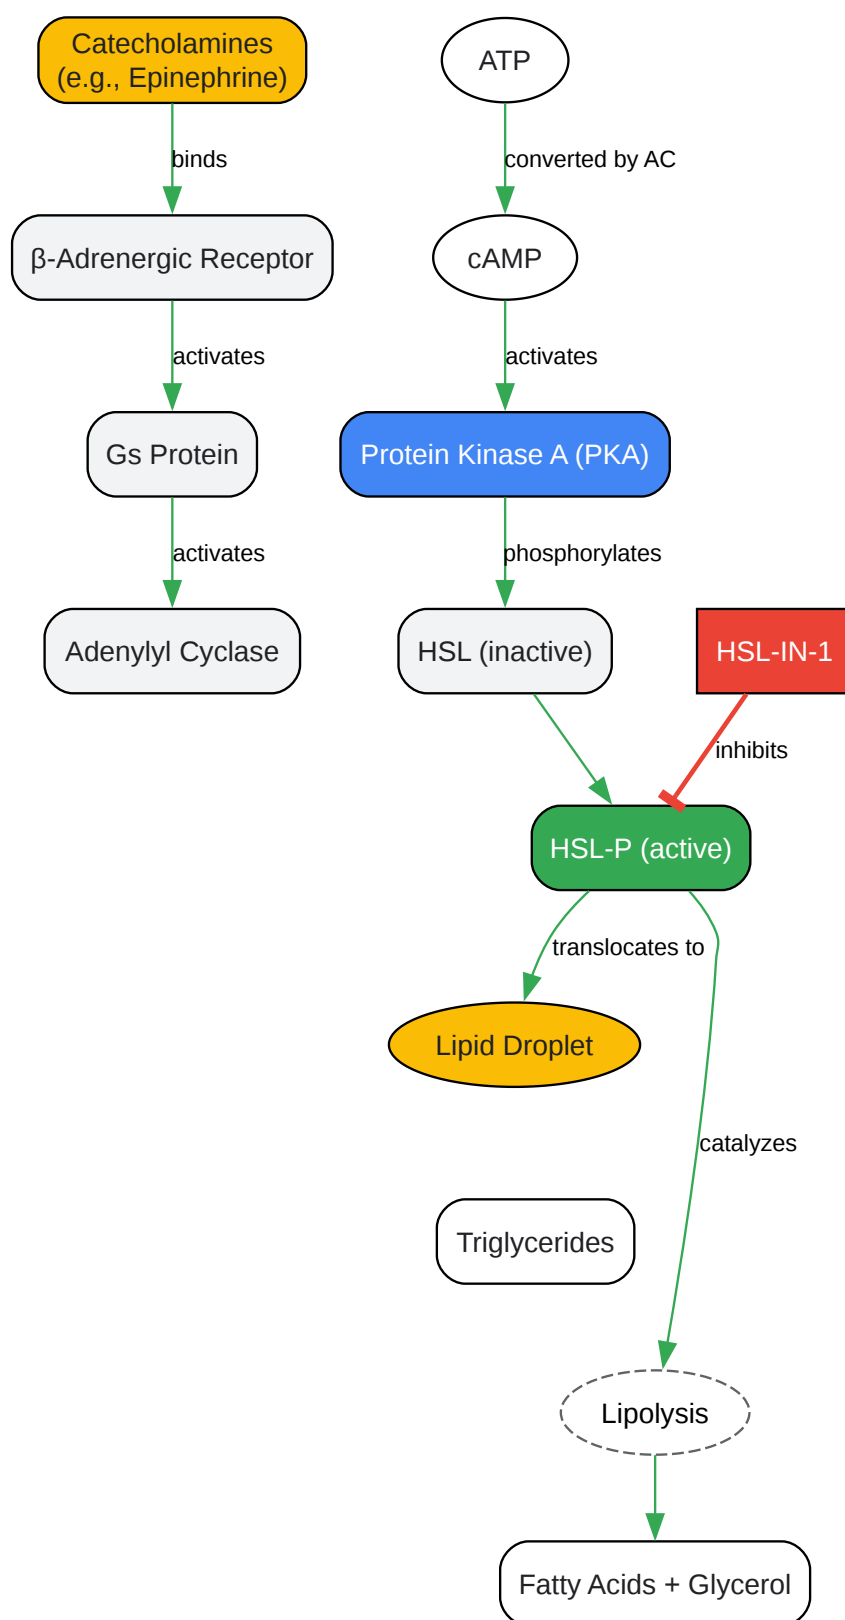 Catecholamines
(e.g., Epinephrine)
ATP
binds
converted by AC
β-Adrenergic Receptor
cAMP
activates
activates
Gs Protein
Protein Kinase A (PKA)
activates
phosphorylates
Adenylyl Cyclase
HSL (inactive)
HSL-IN-1
inhibits
HSL-P (active)
translocates to
Lipid Droplet
catalyzes
Triglycerides
Lipolysis
Fatty Acids + Glycerol